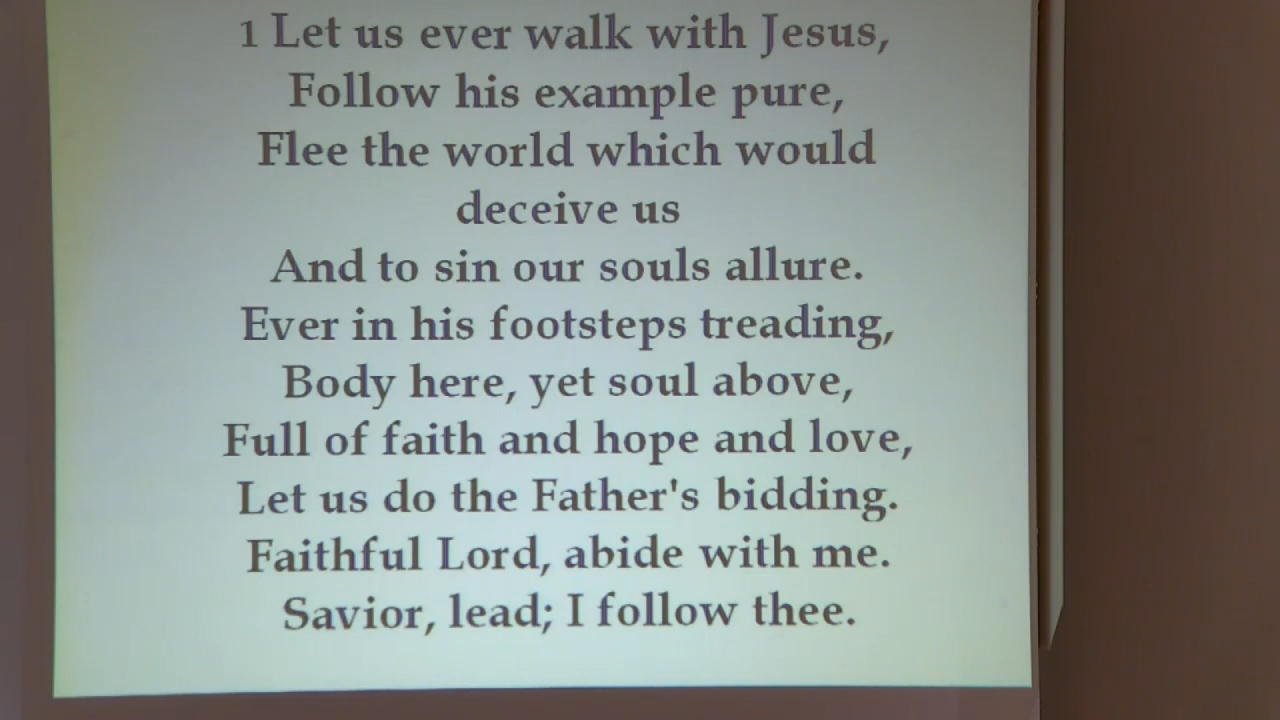 1 Let us ever walk with Jesus,
Follow his example pure,
Flee the world which would
deceive us
And to sin our souls allure.
Ever in his footsteps treading,
Body here, yet soul above,
Full of faith and hope and love,
Let us do the Father's bidding.
Faithful Lord, abide with me.
Savior, lead; I follow thee.